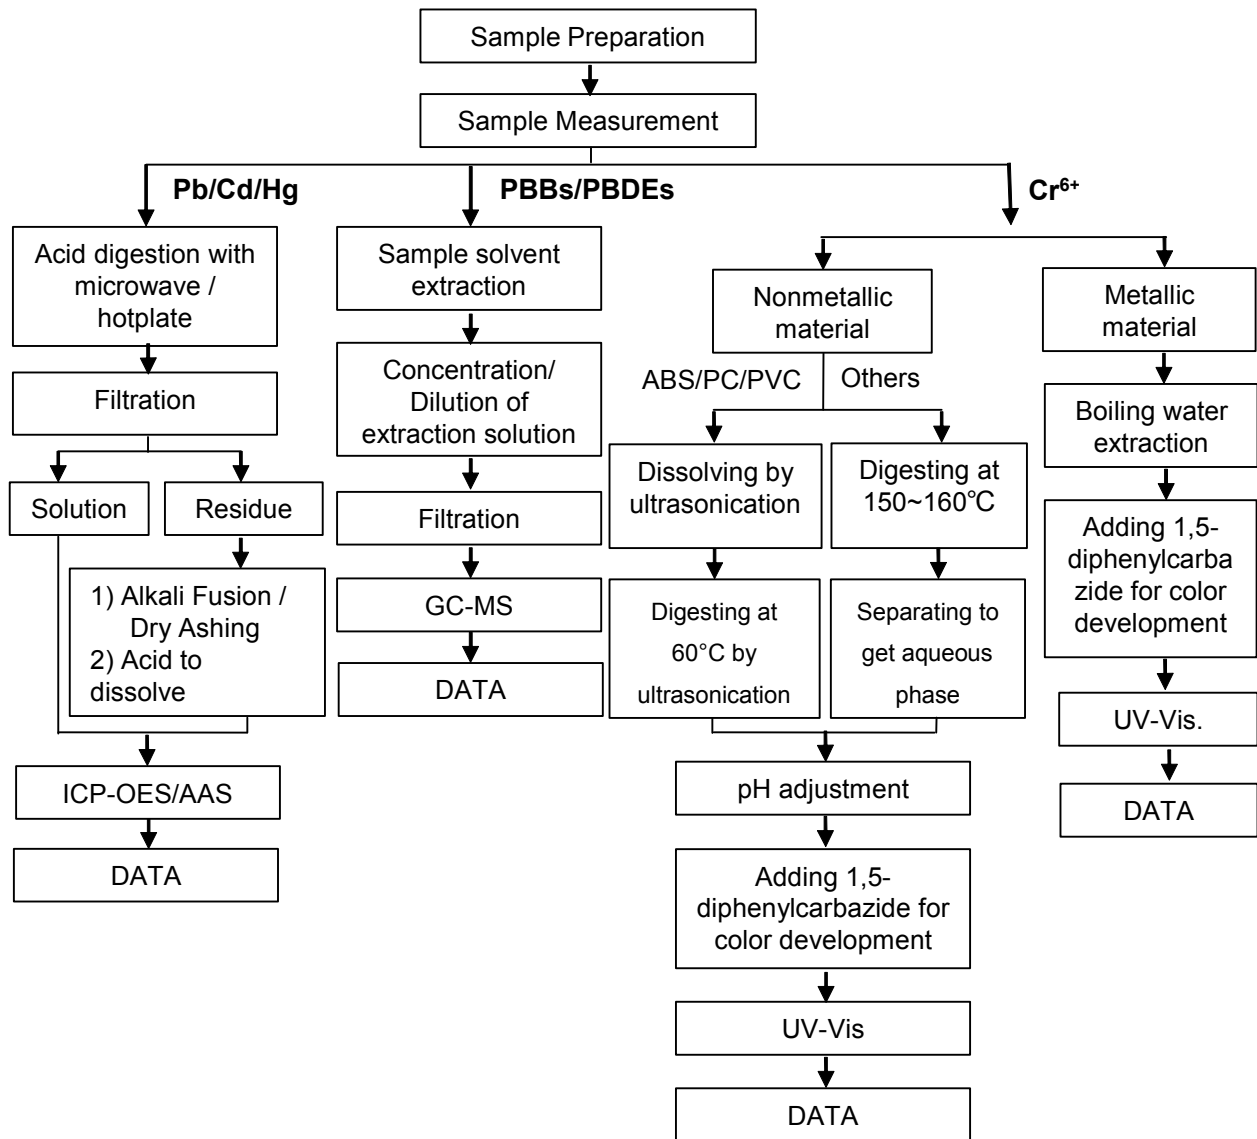 Sample Preparation
Sample Measurement
Pb/Cd/Hg
PBBs/PBDEs
Cr⁶⁺
Acid digestion with
microwave /
hotplate
Filtration
Solution
Residue
1) Alkali Fusion /
Dry Ashing
2) Acid to
dissolve
ICP-OES/AAS
DATA
Sample solvent
extraction
Concentration/
Dilution of
extraction solution
Filtration
GC-MS
DATA
Nonmetallic
material
ABS/PC/PVC
Others
Dissolving by
ultrasonication
Digesting at
60°C by
ultrasonication
Digesting at
150~160℃
Separating to
get aqueous
phase
pH adjustment
Adding 1,5-
diphenylcarbazide for
color development
UV-Vis
DATA
Metallic
material
Boiling water
extraction
Adding 1,5-
diphenylcarba
zide for color
development
UV-Vis.
DATA